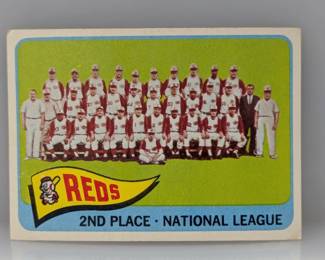 REDS
2ND PLACE · NATIONAL LEAGUE